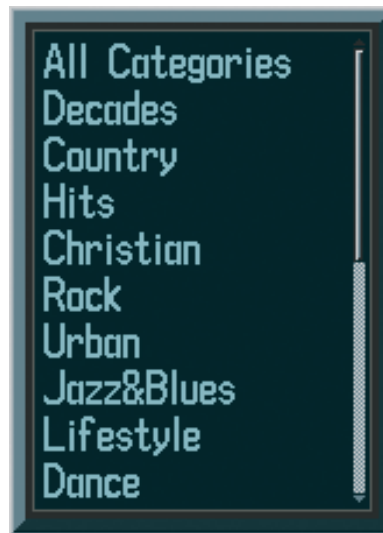 All Categories
Decades
Country
Hits
Christian
Rock
Urban
Jazz&Blues
Lifestyle
Dance